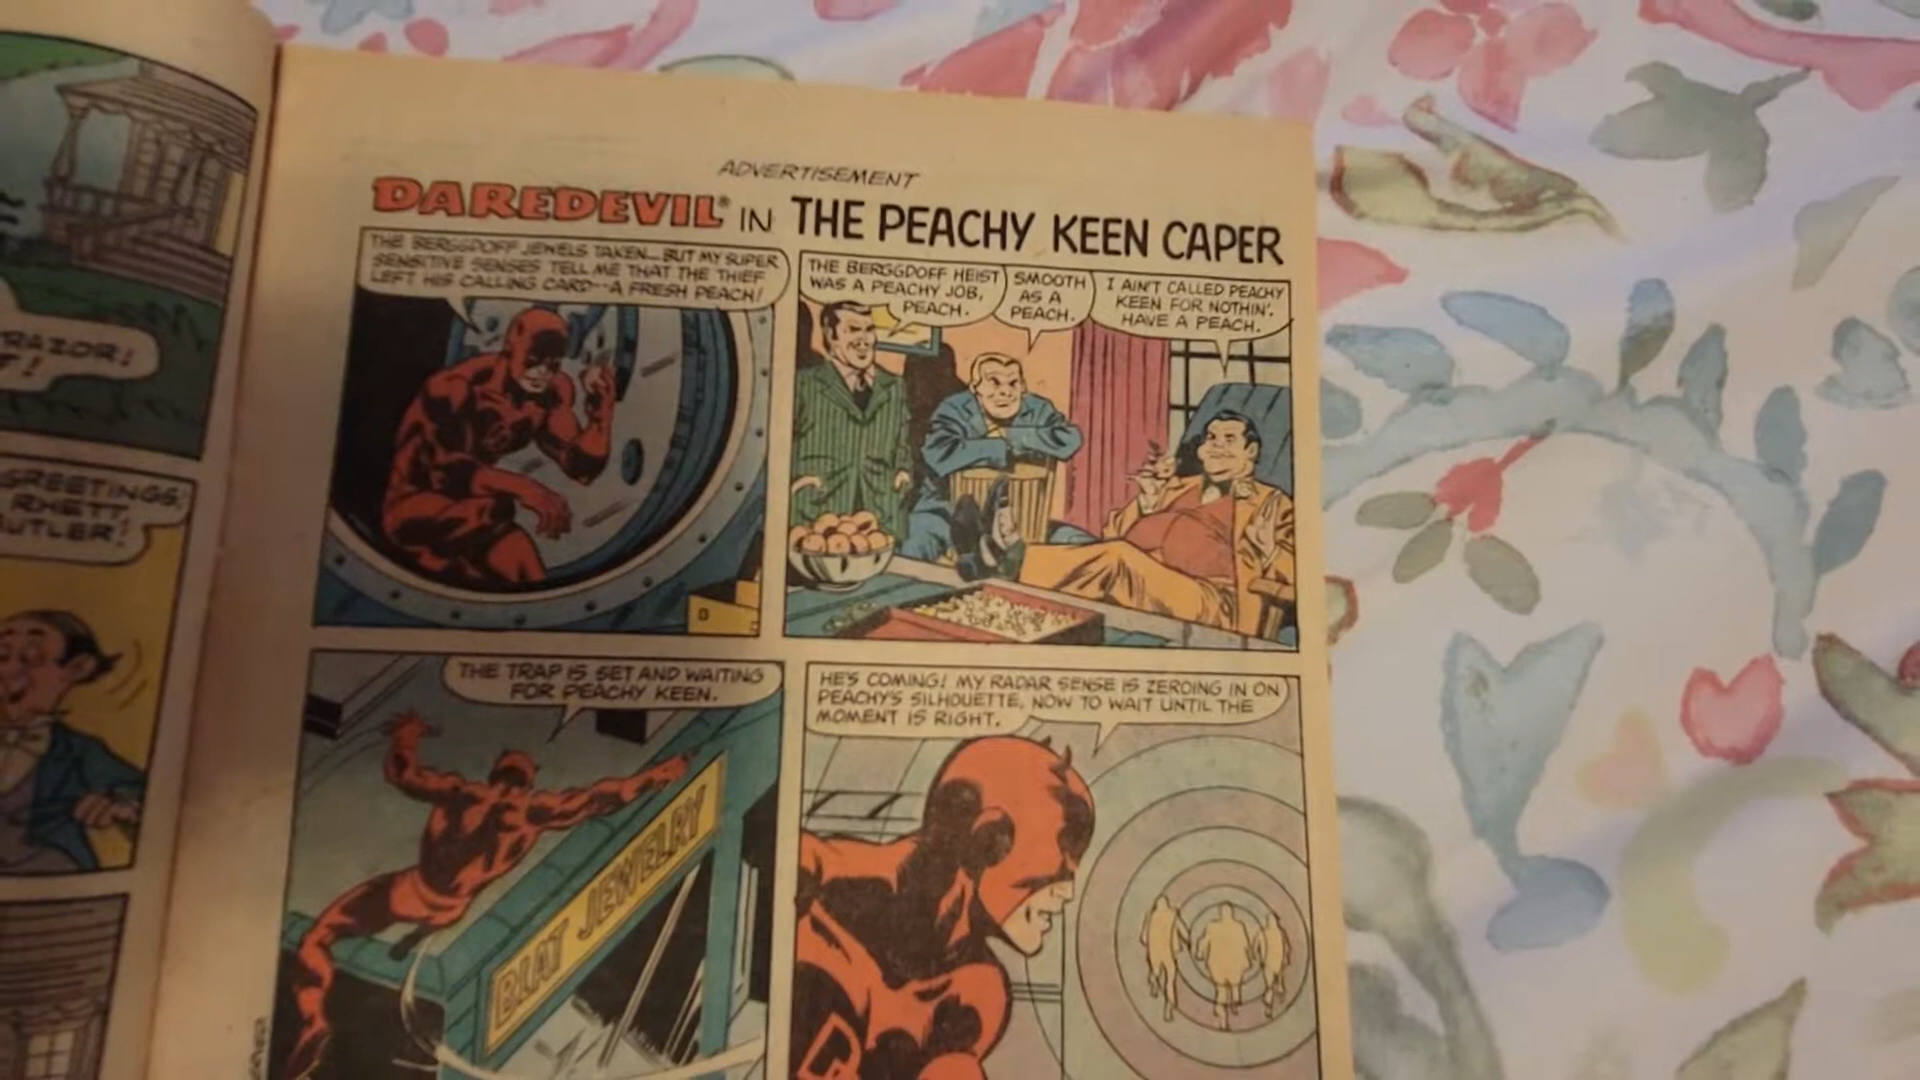 RAZOR!
GREETINGS,
RHETT
BUTLER!
ADVERTISEMENT
DAREDEVIL® IN THE PEACHY KEEN CAPER
THE BERGGDOFF JEWELS TAKEN... BUT MY SUPER
SENSITIVE SENSES TELL ME THAT THE THIEF
LEFT HIS CALLING CARD--A FRESH PEACH!
THE BERGGDOFF HEIST
WAS A PEACHY JOB,
PEACH.
SMOOTH
AS A
PEACH.
I AIN'T CALLED PEACHY
KEEN FOR NOTHIN'.
HAVE A PEACH.
THE TRAP IS SET AND WAITING
FOR PEACHY KEEN.
BLAT JEWELRY
HE'S COMING! MY RADAR SENSE IS ZEROING IN ON
PEACHY'S SILHOUETTE, NOW TO WAIT UNTIL THE
MOMENT IS RIGHT.